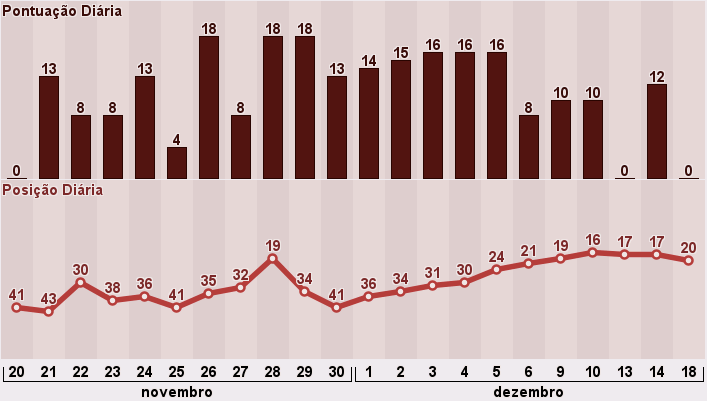 Pontuação Diária
0 13 8 8 13 4 18 8 18 18 13 14 15 16 16 16 8 10 10 0 12 0
Posição Diária
41 43 30 38 36 41 35 32 19 34 41 36 34 31 30 24 21 19 16 17 17 20
20 21 22 23 24 25 26 27 28 29 30 1 2 3 4 5 6 9 10 13 14 18
novembro dezembro